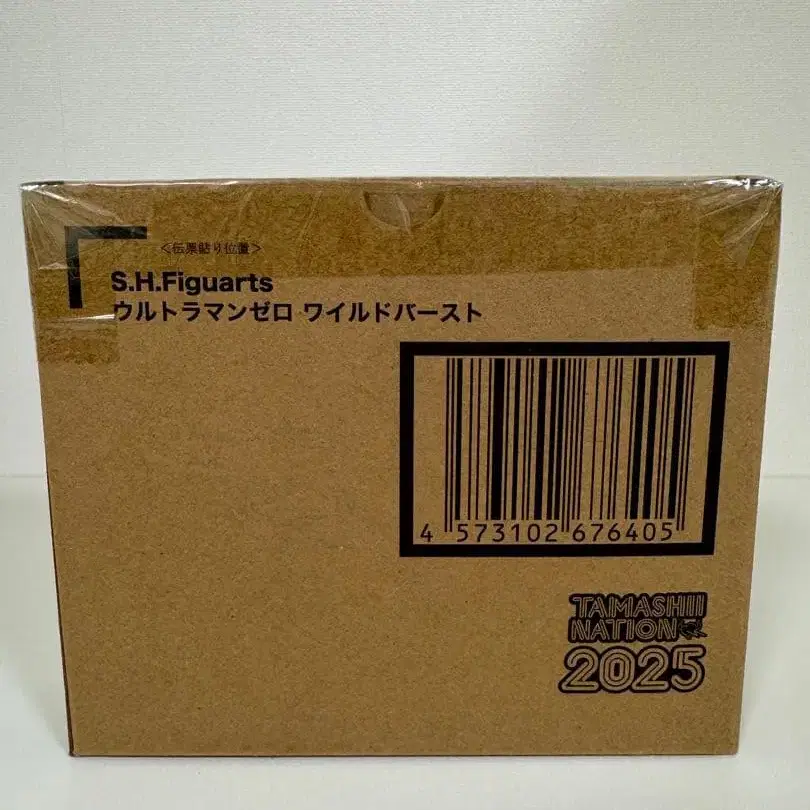 ＜伝票貼り位置＞
S.H.Figuarts
ウルトラマンゼロ ワイルドバースト
4 573102 676405
TAMASHII
NATION
2025